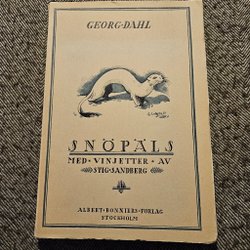 GEORG·DAHL
SNÖPÄLS
MED·VINJETTER·AV
STIG·SANDBERG
ALBERT·BONNIERS·FÖRLAG
STOCKHOLM